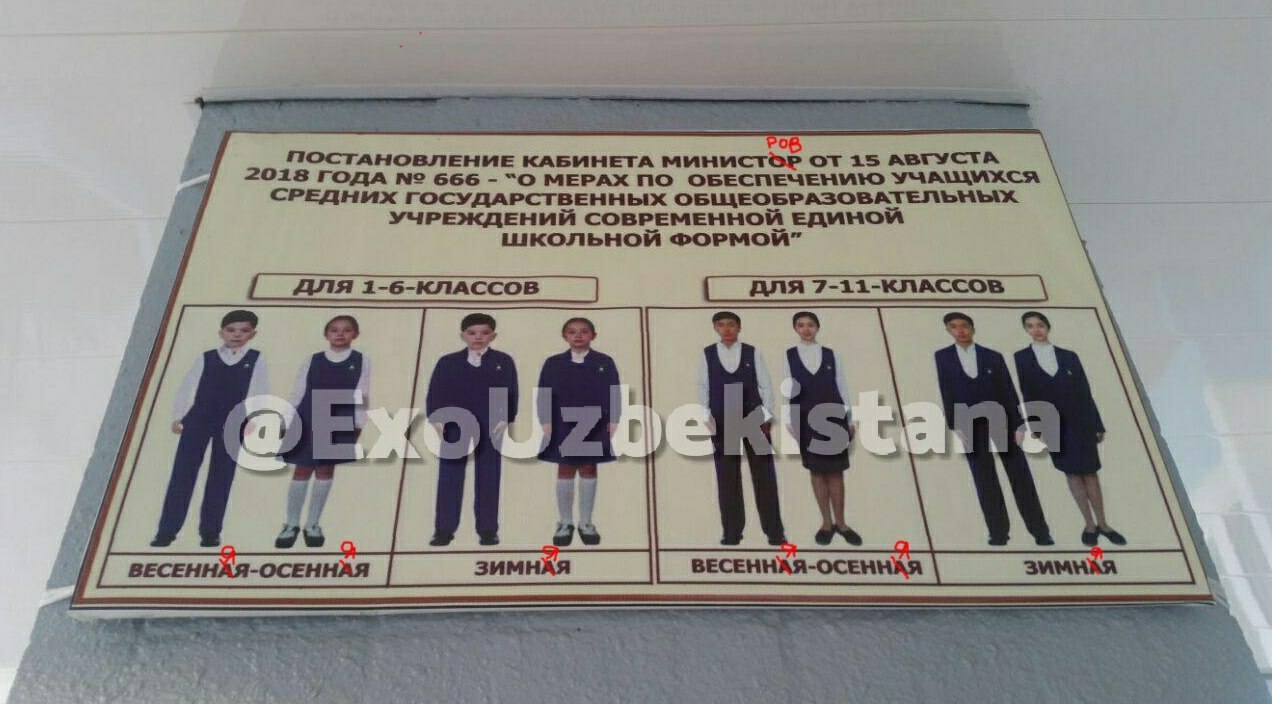 РОВ
ПОСТАНОВЛЕНИЕ КАБИНЕТА МИНИСТОР ОТ 15 АВГУСТА
2018 ГОДА № 666 - “О МЕРАХ ПО ОБЕСПЕЧЕНИЮ УЧАЩИХСЯ
СРЕДНИХ ГОСУДАРСТВЕННЫХ ОБЩЕОБРАЗОВАТЕЛЬНЫХ
УЧРЕЖДЕНИЙ СОВРЕМЕННОЙ ЕДИНОЙ
ШКОЛЬНОЙ ФОРМОЙ”
ДЛЯ 1-6-КЛАССОВ ДЛЯ 7-11-КЛАССОВ
@ExoUzbekistana
Я Я Я Я Я Я
ВЕСЕННАЯ-ОСЕННАЯ ЗИМНАЯ ВЕСЕННАЯ-ОСЕННАЯ ЗИМНАЯ